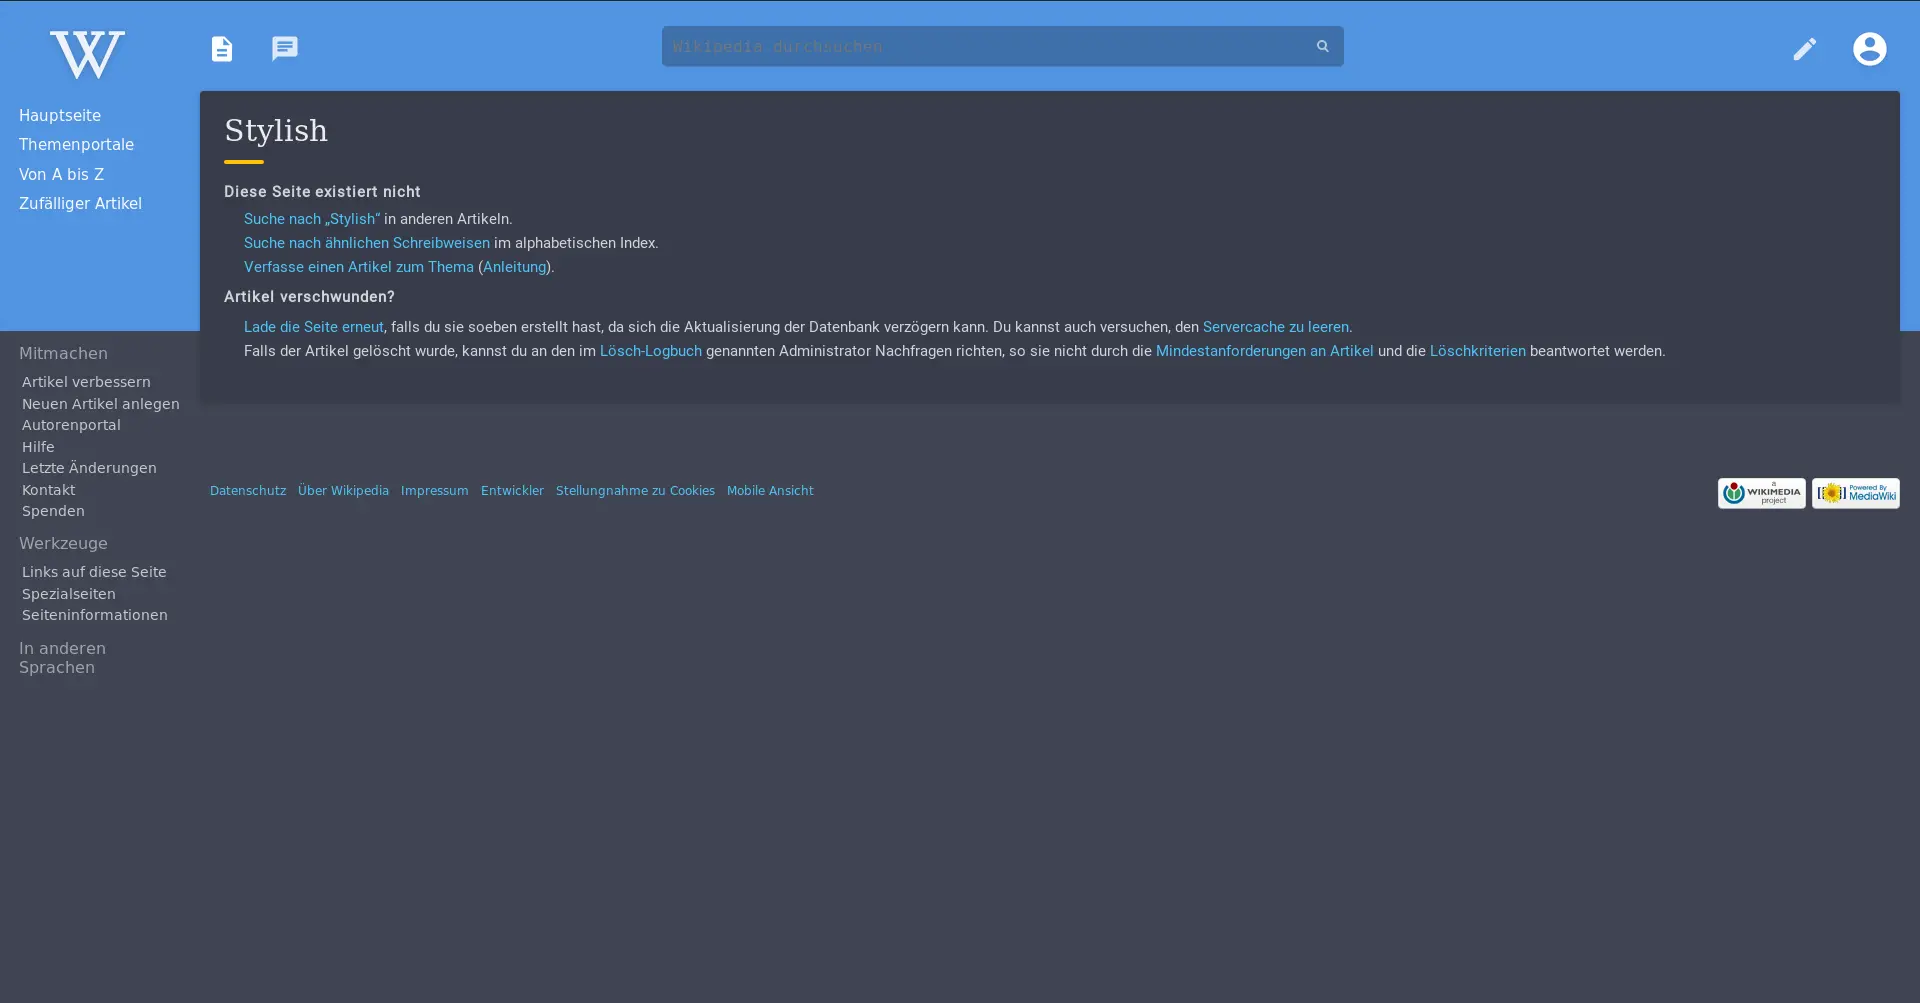 W
Wikipedia durchsuchen
Hauptseite
Themenportale
Von A bis Z
Zufälliger Artikel
Stylish
Diese Seite existiert nicht
Suche nach „Stylish“ in anderen Artikeln.
Suche nach ähnlichen Schreibweisen im alphabetischen Index.
Verfasse einen Artikel zum Thema (Anleitung).
Artikel verschwunden?
Lade die Seite erneut, falls du sie soeben erstellt hast, da sich die Aktualisierung der Datenbank verzögern kann. Du kannst auch versuchen, den Servercache zu leeren.
Falls der Artikel gelöscht wurde, kannst du an den im Lösch-Logbuch genannten Administrator Nachfragen richten, so sie nicht durch die Mindestanforderungen an Artikel und die Löschkriterien beantwortet werden.
Mitmachen
Artikel verbessern
Neuen Artikel anlegen
Autorenportal
Hilfe
Letzte Änderungen
Kontakt
Spenden
Werkzeuge
Links auf diese Seite
Spezialseiten
Seiteninformationen
In anderen
Sprachen
Datenschutz Über Wikipedia Impressum Entwickler Stellungnahme zu Cookies Mobile Ansicht
a
WIKIMEDIA
project
Powered By
MediaWiki